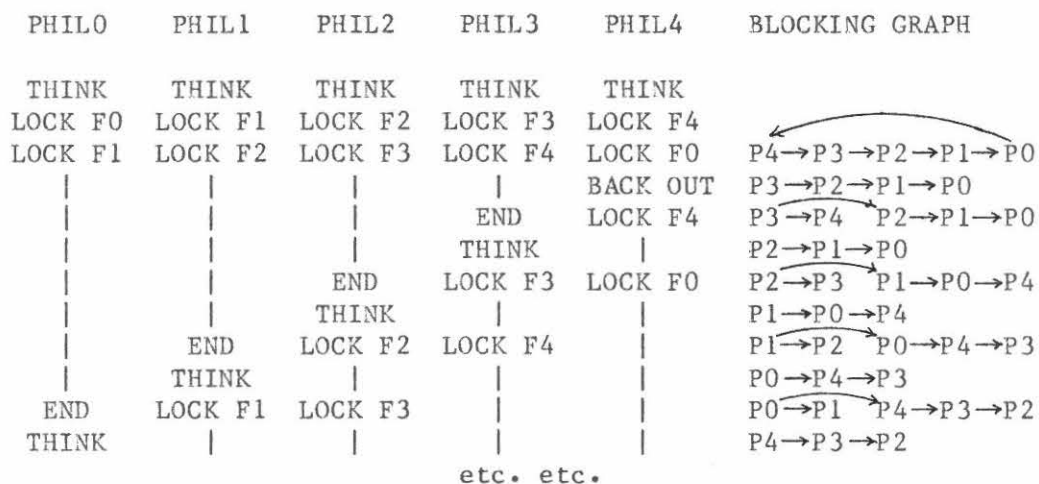 PHIL0 PHIL1 PHIL2 PHIL3 PHIL4 BLOCKING GRAPH
THINK THINK THINK THINK THINK
LOCK F0 LOCK F1 LOCK F2 LOCK F3 LOCK F4
LOCK F1 LOCK F2 LOCK F3 LOCK F4 LOCK F0 P4→P3→P2→P1→P0
| | | | BACK OUT P3→P2→P1→P0
| | | END LOCK F4 P3→P4 P2→P1→P0
| | | THINK | P2→P1→P0
| | END LOCK F3 LOCK F0 P2→P3 P1→P0→P4
| | THINK | | P1→P0→P4
| END LOCK F2 LOCK F4 | P1→P2 P0→P4→P3
| THINK | | | P0→P4→P3
END LOCK F1 LOCK F3 | | P0→P1 P4→P3→P2
THINK | | | | P4→P3→P2
etc. etc.